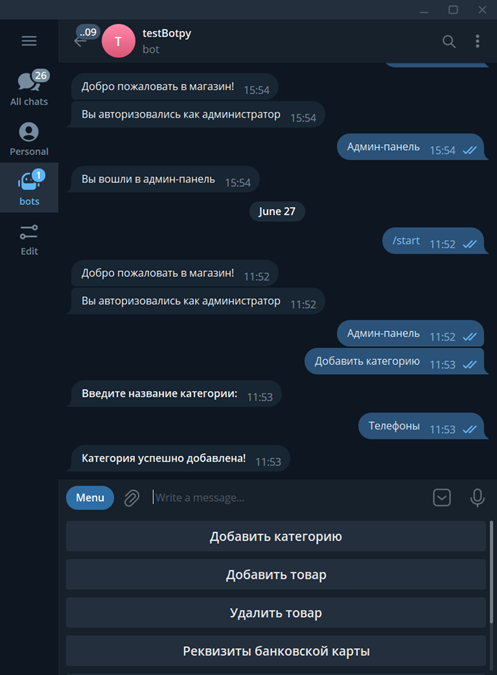 ..09
T
testBotpy
bot
26
All chats
Personal
1
bots
Edit
Добро пожаловать в магазин! 15:54
Вы авторизовались как администратор 15:54
Админ-панель 15:54
Вы вошли в админ-панель 15:54
June 27
/start 11:52
Добро пожаловать в магазин! 11:52
Вы авторизовались как администратор 11:52
Админ-панель 11:52
Добавить категорию 11:53
Введите название категории: 11:53
Телефоны 11:53
Категория успешно добавлена! 11:53
Menu
Write a message...
Добавить категорию
Добавить товар
Удалить товар
Реквизиты банковской карты